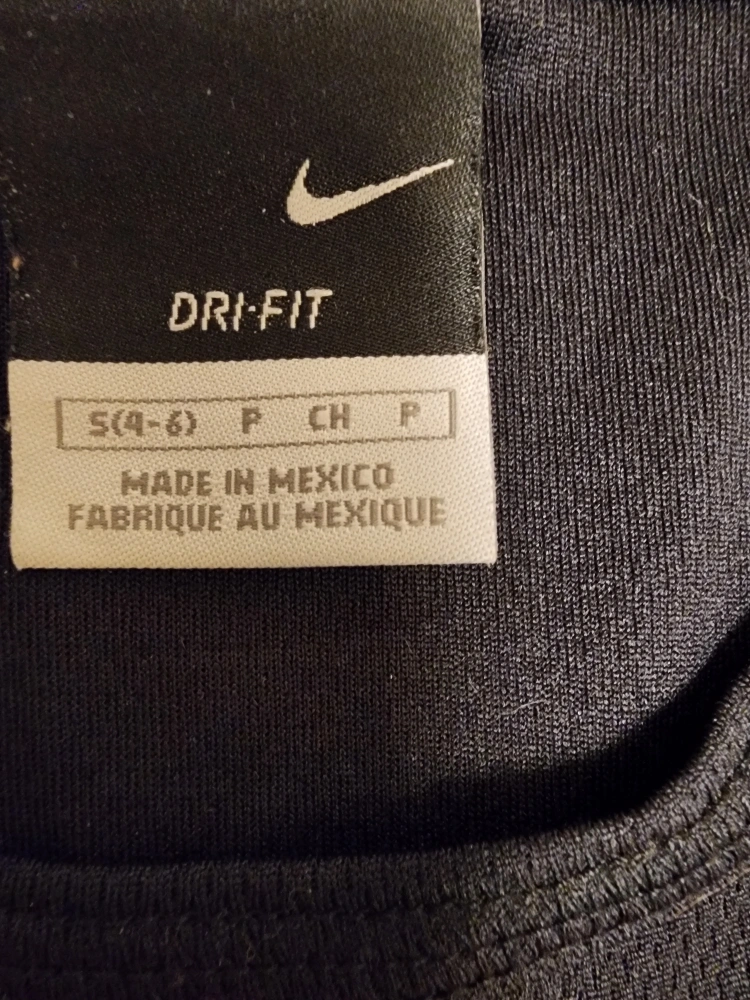 DRI-FIT
S(4-6) P CH P
MADE IN MEXICO
FABRIQUE AU MEXIQUE